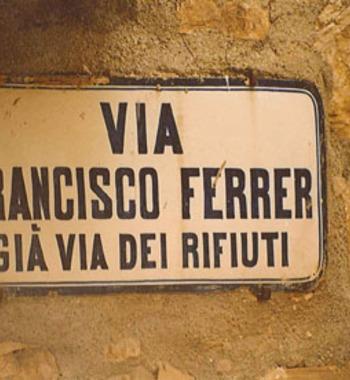 VIA
RANCISCO FERRER
GIÀ VIA DEI RIFIUTI